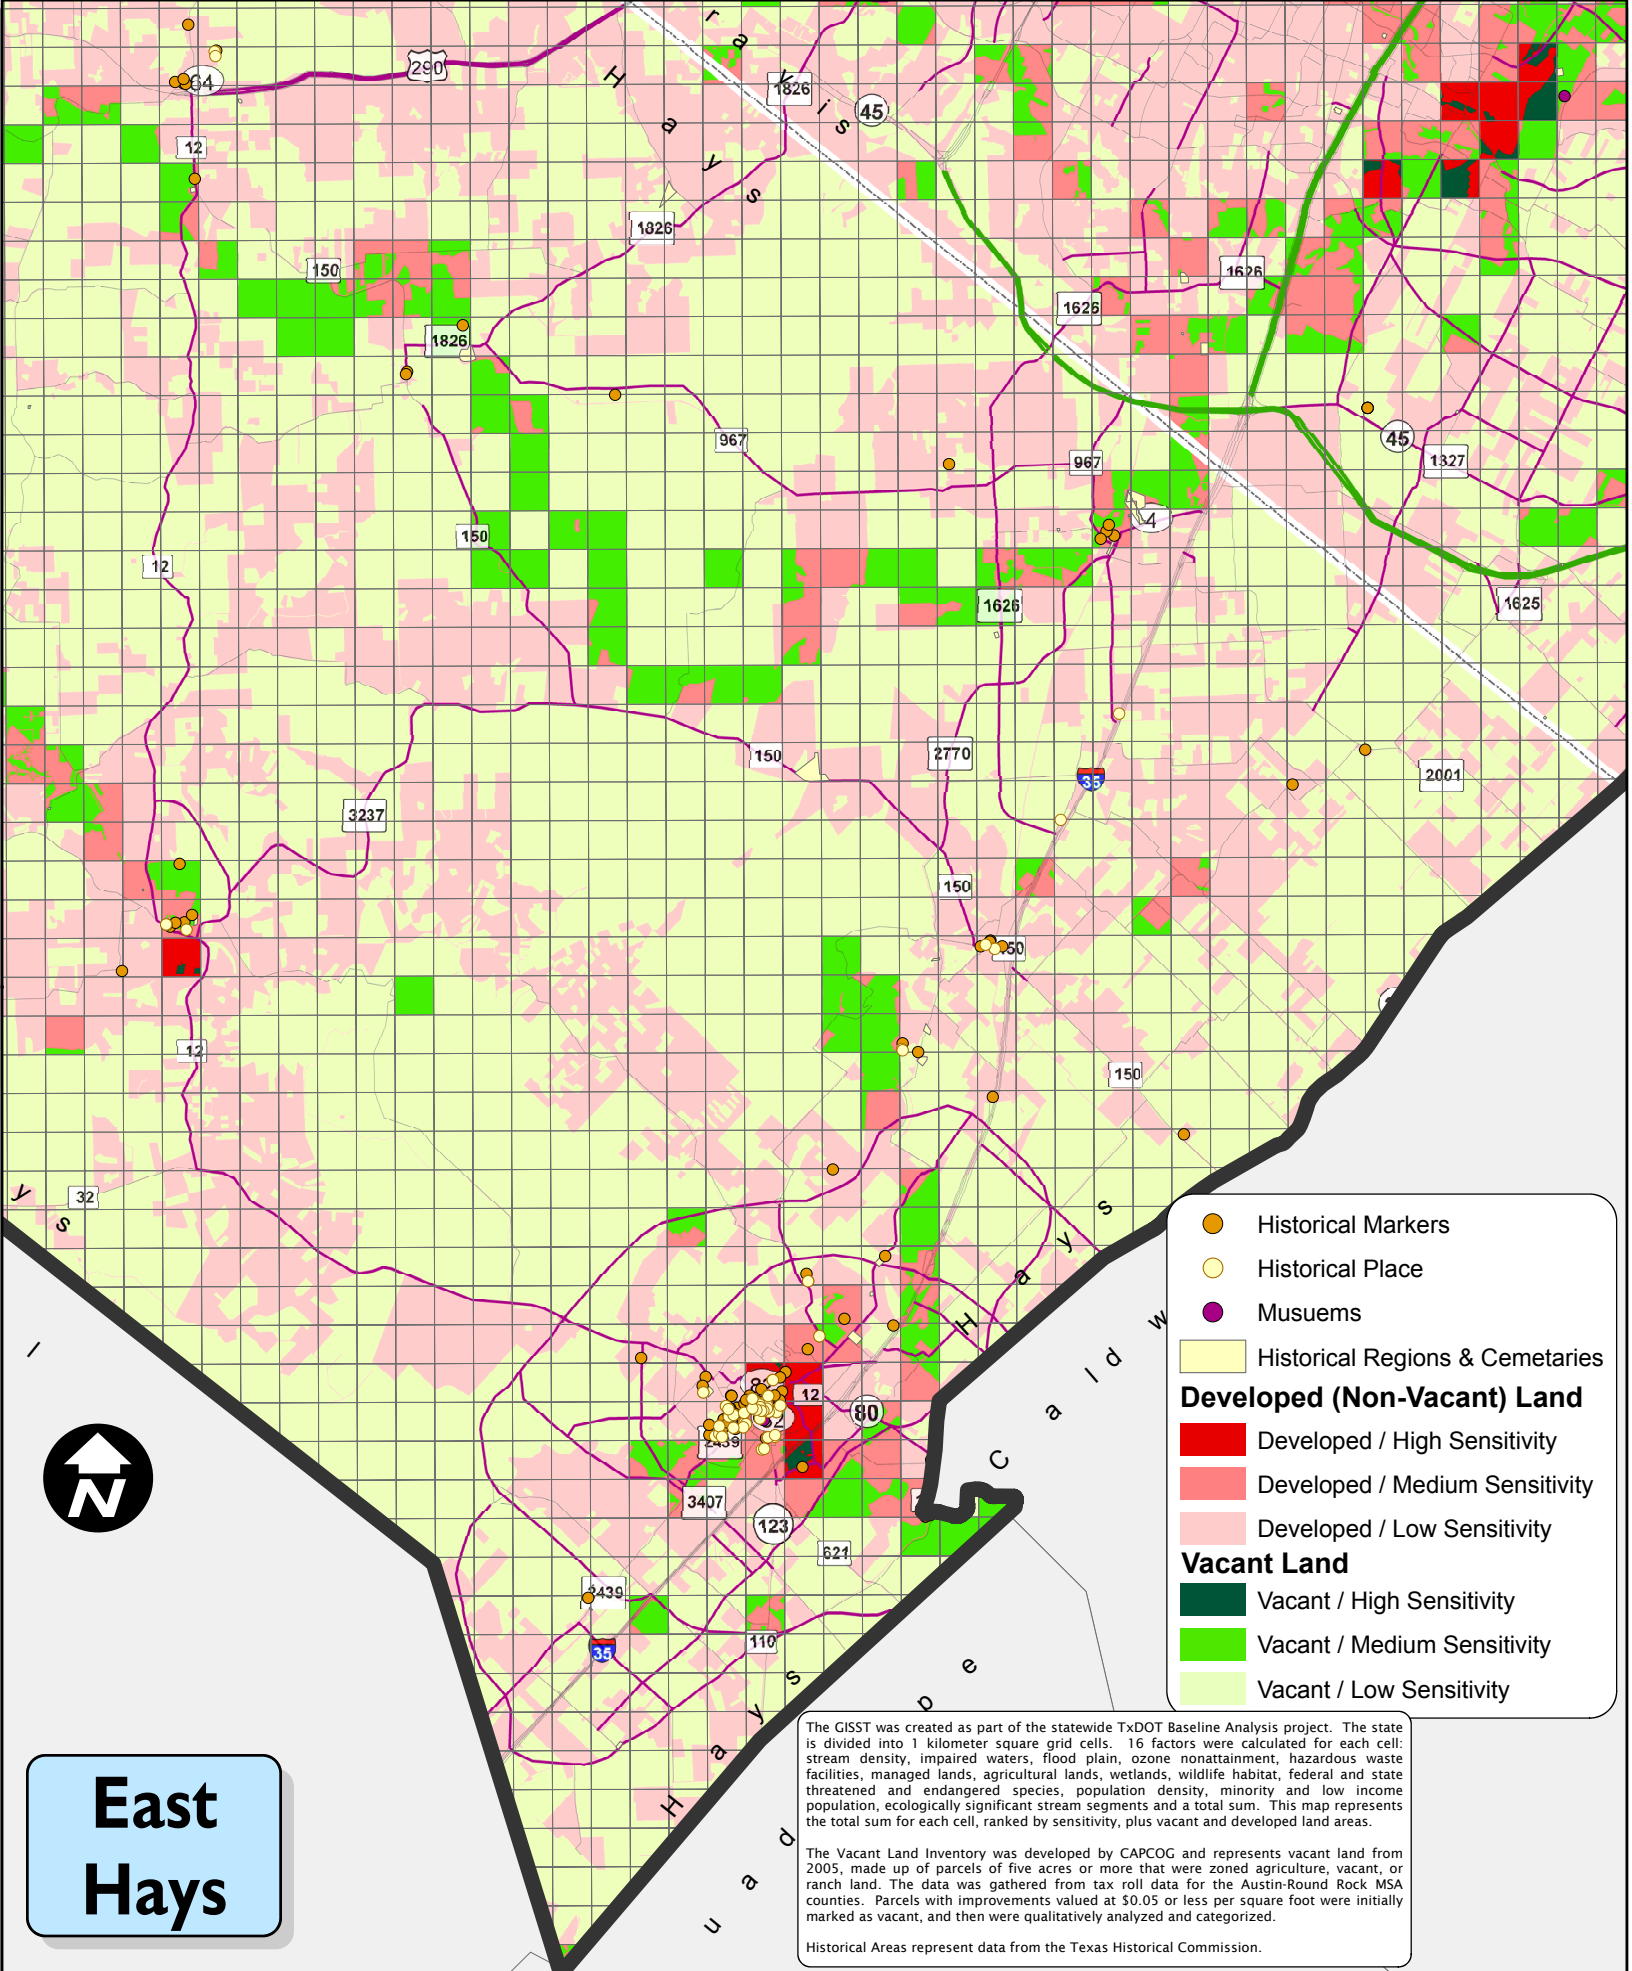 290
64
12
1826
45
H a y s
r a v i s
1826
150
1626
1626
1826
967
967
45
1327
4
150
12
1626
1625
150
2770
35
2001
3237
150
150
12
150
32
y s
H a y s
12
80
2439
3407
123
621
2439
35
110
H a y s
l
C a l d w
u a d
p e
N
East
Hays
Historical Markers
Historical Place
Musuems
Historical Regions & Cemetaries
Developed (Non-Vacant) Land
Developed / High Sensitivity
Developed / Medium Sensitivity
Developed / Low Sensitivity
Vacant Land
Vacant / High Sensitivity
Vacant / Medium Sensitivity
Vacant / Low Sensitivity
The GISST was created as part of the statewide TxDOT Baseline Analysis project. The state
is divided into 1 kilometer square grid cells. 16 factors were calculated for each cell:
stream density, impaired waters, flood plain, ozone nonattainment, hazardous waste
facilities, managed lands, agricultural lands, wetlands, wildlife habitat, federal and state
threatened and endangered species, population density, minority and low income
population, ecologically significant stream segments and a total sum. This map represents
the total sum for each cell, ranked by sensitivity, plus vacant and developed land areas.
The Vacant Land Inventory was developed by CAPCOG and represents vacant land from
2005, made up of parcels of five acres or more that were zoned agriculture, vacant, or
ranch land. The data was gathered from tax roll data for the Austin-Round Rock MSA
counties. Parcels with improvements valued at $0.05 or less per square foot were initially
marked as vacant, and then were qualitatively analyzed and categorized.
Historical Areas represent data from the Texas Historical Commission.